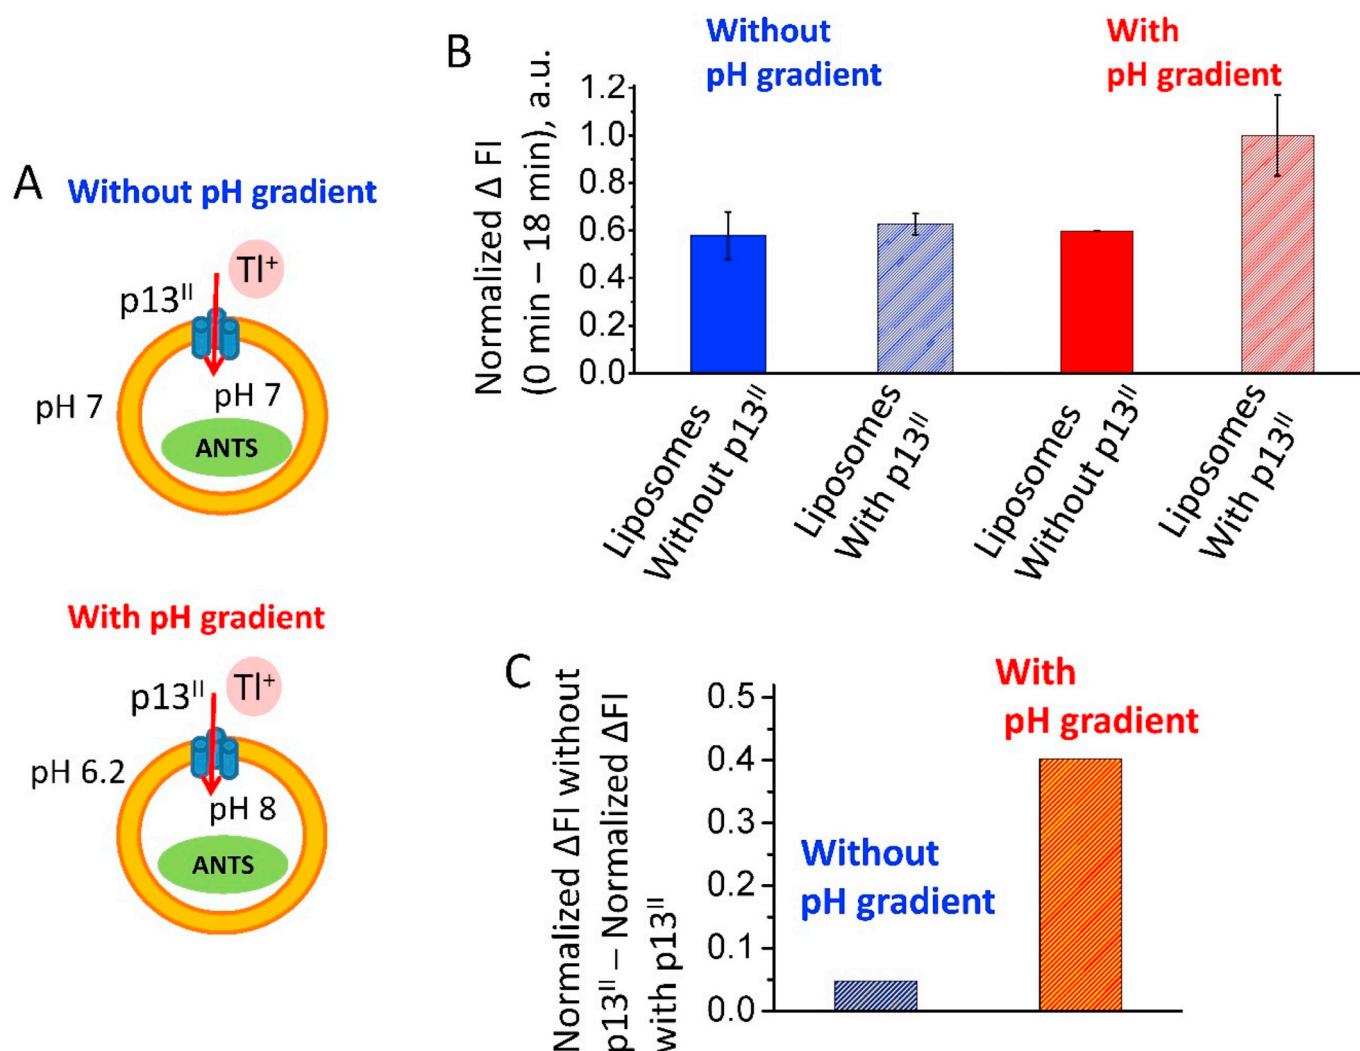 A
Without pH gradient
Tl⁺
p13ᴵᴵ
pH 7
pH 7
ANTS
With pH gradient
Tl⁺
p13ᴵᴵ
pH 6.2
pH 8
ANTS
B
Without
pH gradient
With
pH gradient
Normalized Δ FI
(0 min – 18 min), a.u.
1.2
1.0
0.8
0.6
0.4
0.2
0.0
Liposomes
Without p13ᴵᴵ
Liposomes
With p13ᴵᴵ
Liposomes
Without p13ᴵᴵ
Liposomes
With p13ᴵᴵ
C
With
pH gradient
Without
pH gradient
Normalized ΔFI without
p13ᴵᴵ – Normalized ΔFI
with p13ᴵᴵ
0.5
0.4
0.3
0.2
0.1
0.0